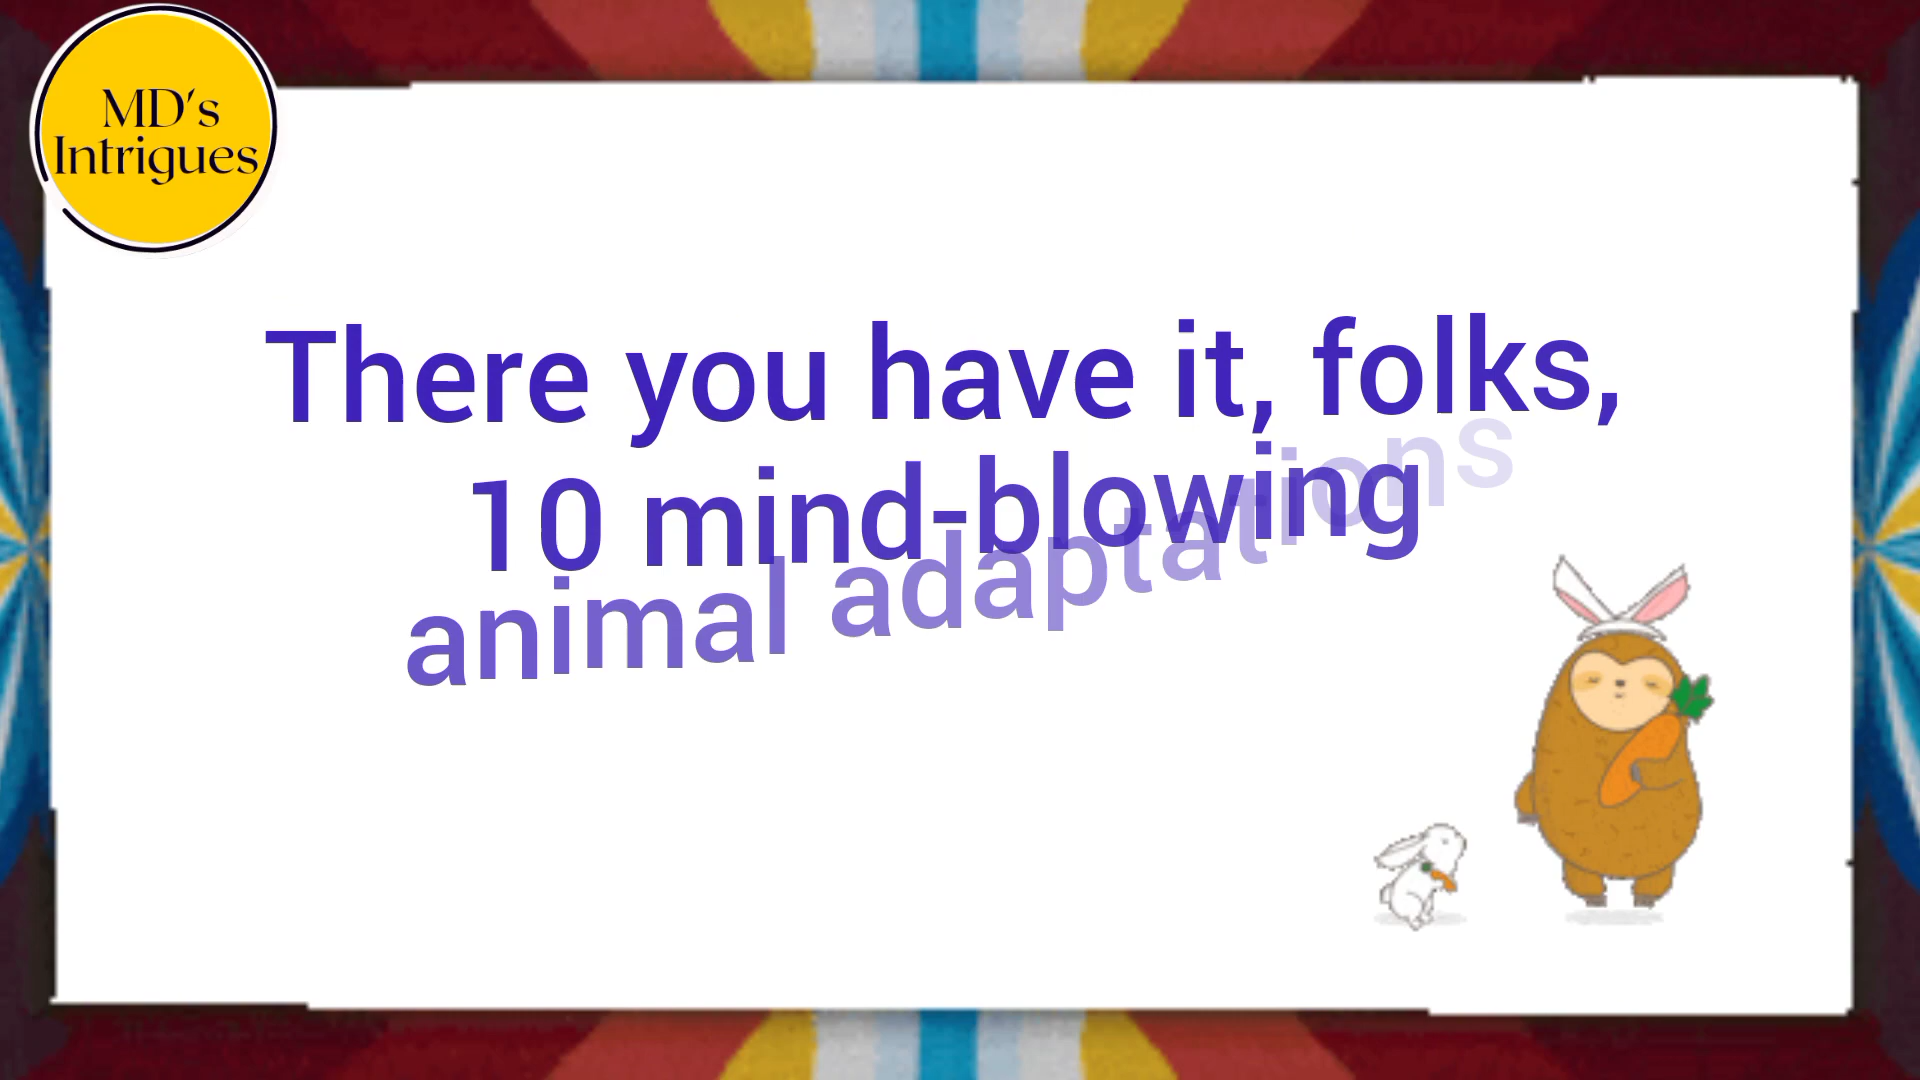 MD's
Intrigues
There you have it, folks,
10 mind-blowing
animal adaptations